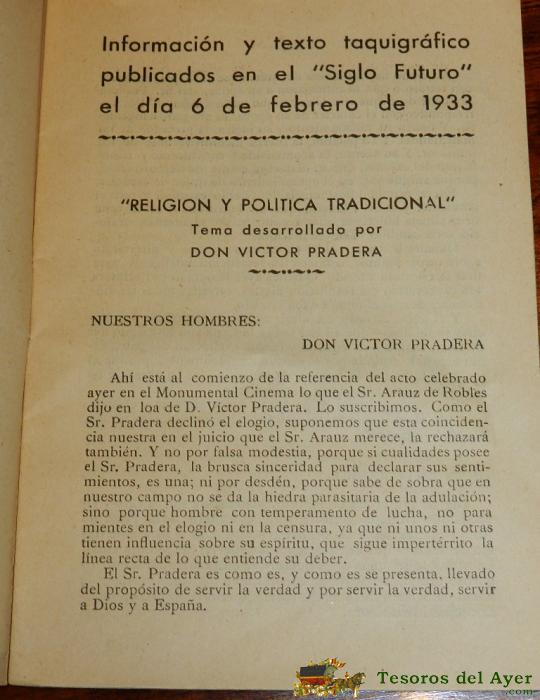 Información y texto taquigráfico
publicados en el "Siglo Futuro"
el día 6 de febrero de 1933
"RELIGION Y POLITICA TRADICIONAL"
Tema desarrollado por
DON VICTOR PRADERA
NUESTROS HOMBRES:
DON VICTOR PRADERA
Ahí está al comienzo de la referencia del acto celebrado
ayer en el Monumental Cinema lo que el Sr. Arauz de Robles
dijo en loa de D. Víctor Pradera. Lo suscribimos. Como el
Sr. Pradera declinó el elogio, suponemos que esta coinciden-
cia nuestra en el juicio que el Sr. Arauz merece, la rechazará
también. Y no por falsa modestia, porque si cualidades posee
el Sr. Pradera, la brusca sinceridad para declarar sus senti-
mientos, es una; ni por desdén, porque sabe de sobra que en
nuestro campo no se da la hiedra parasitaria de la adulación;
sino porque hombre con temperamento de lucha, no para
mientes en el elogio ni en la censura, ya que ni unos ni otras
tienen influencia sobre su espíritu, que sigue impertérrito la
línea recta de lo que entiende su deber.
El Sr. Pradera es como es, y como es se presenta, llevado
del propósito de servir la verdad y por servir la verdad, servir
a Dios y a España.
Tesoros del Ayer
.com